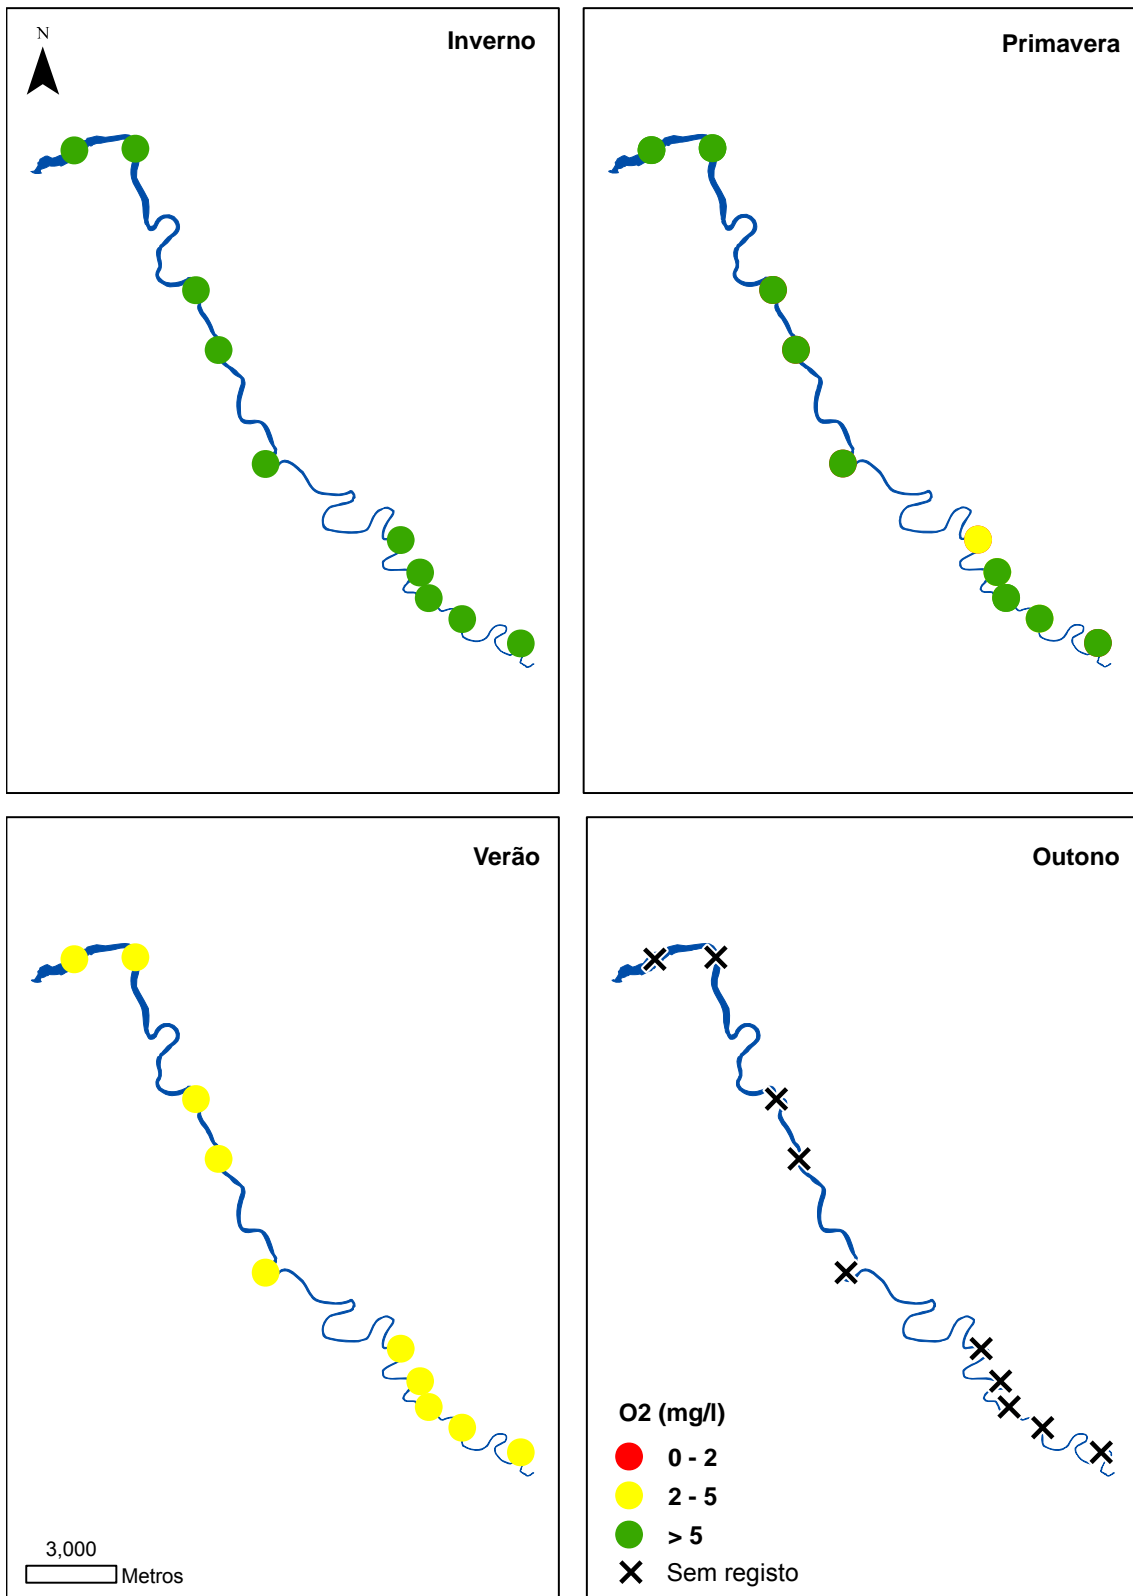 N
Inverno
Primavera
Verão
Outono
O2 (mg/l)
0 - 2
2 - 5
> 5
Sem registo
3,000
Metros